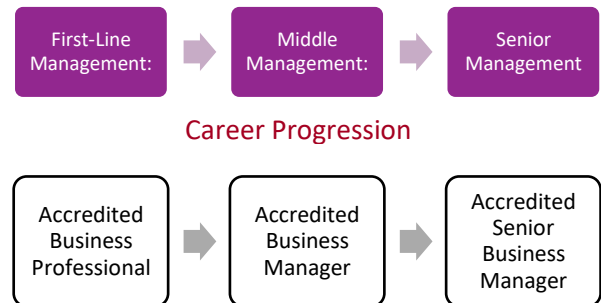 First-Line
Management:
Middle
Management:
Senior
Management
Career Progression
Accredited
Business
Professional
Accredited
Business
Manager
Accredited
Senior
Business
Manager